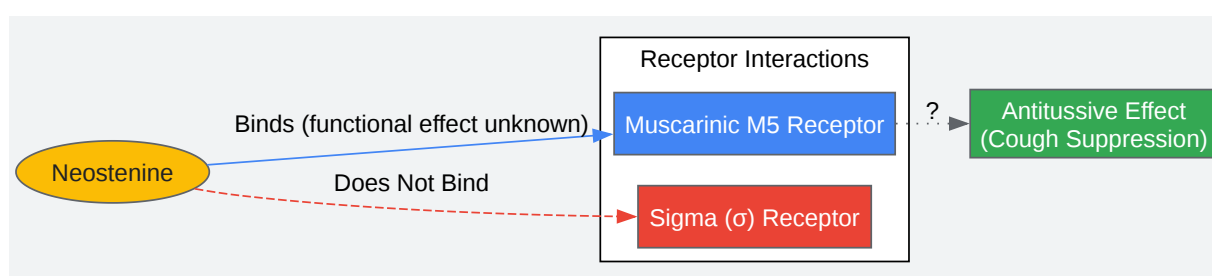 Receptor Interactions
Binds (functional effect unknown)
Muscarinic M5 Receptor
?
Antitussive Effect
(Cough Suppression)
Neostenine
Does Not Bind
Sigma (σ) Receptor